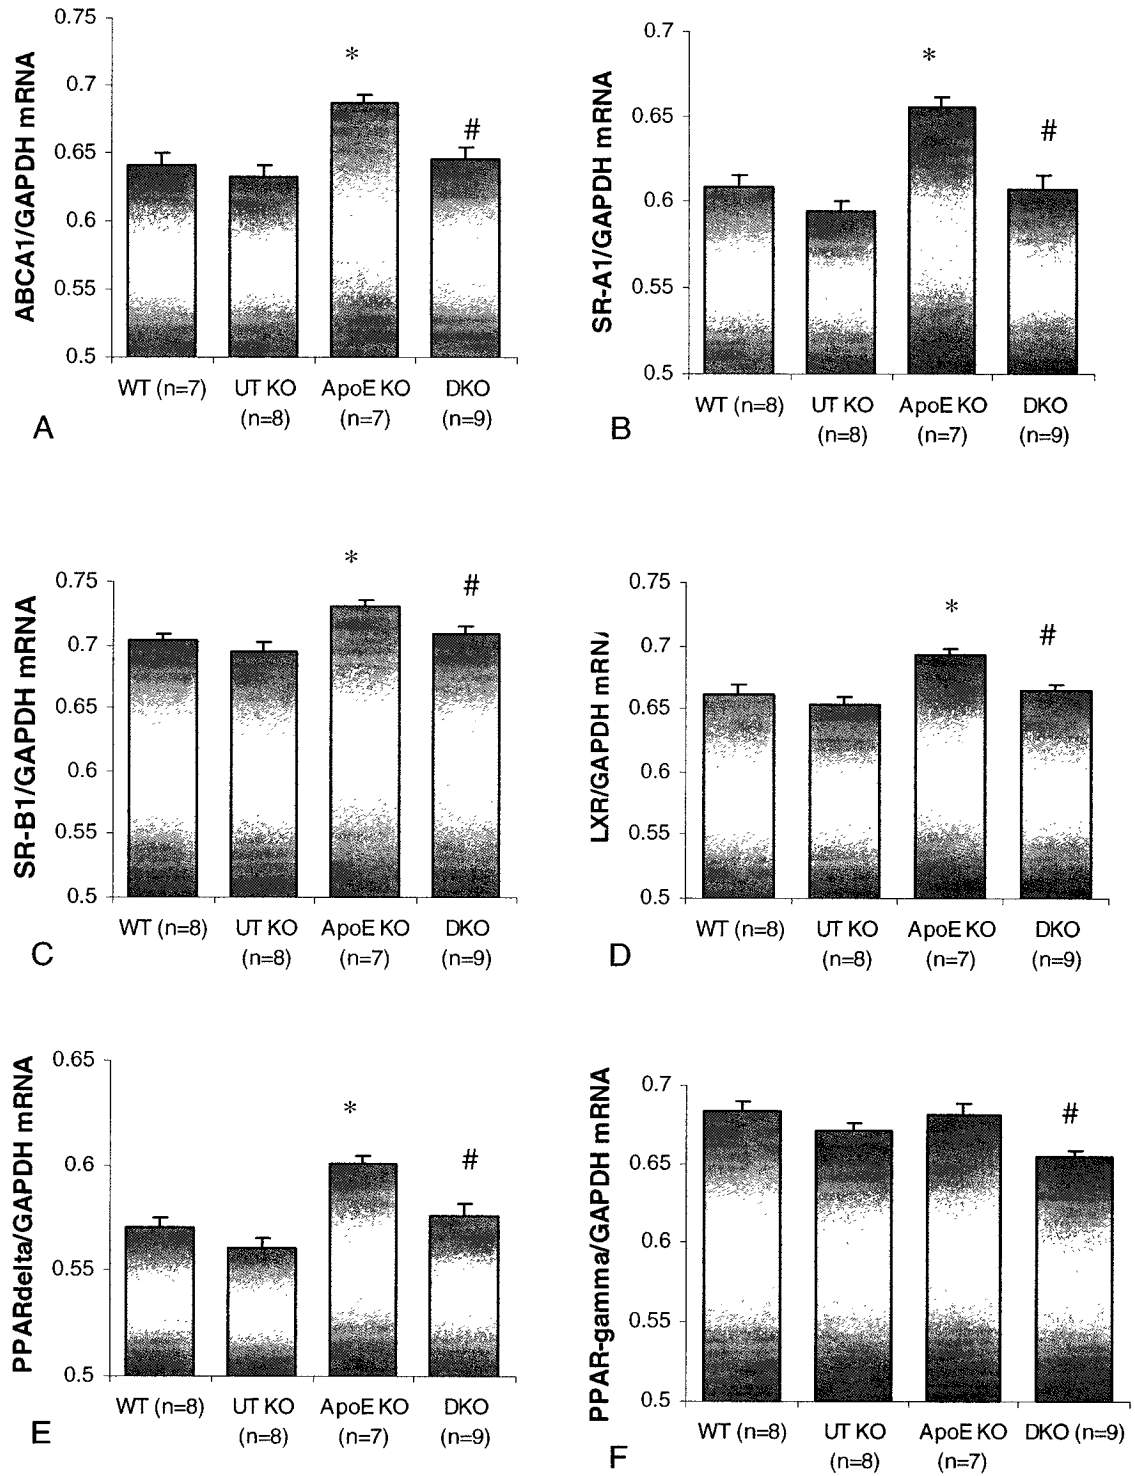 ABCA1/GAPDH mRNA
0.75
0.7
0.65
0.6
0.55
0.5
*
#
WT (n=7) UT KO ApoE KO DKO
(n=8) (n=7) (n=9)
A
SR-A1/GAPDH mRNA
0.7
0.65
0.6
0.55
0.5
*
#
WT (n=8) UT KO ApoE KO DKO
(n=8) (n=7) (n=9)
B
SR-B1/GAPDH mRNA
0.75
0.7
0.65
0.6
0.55
0.5
*
#
WT (n=8) UT KO ApoE KO DKO
(n=8) (n=7) (n=9)
C
LXR/GAPDH
0.75
0.7
0.65
0.6
0.55
0.5
*
#
WT (n=8) UT KO ApoE KO DKO
(n=8) (n=7) (n=9)
D
PPARdelta/GAPDH mRNA
0.65
0.6
0.55
0.5
*
#
WT (n=8) UT KO ApoE KO DKO
(n=8) (n=7) (n=9)
E
PPAR-gamma/GAPDH mRNA
0.7
0.65
0.6
0.55
0.5
#
WT (n=8) UT KO ApoE KO DKO (n=9)
(n=8) (n=7)
F